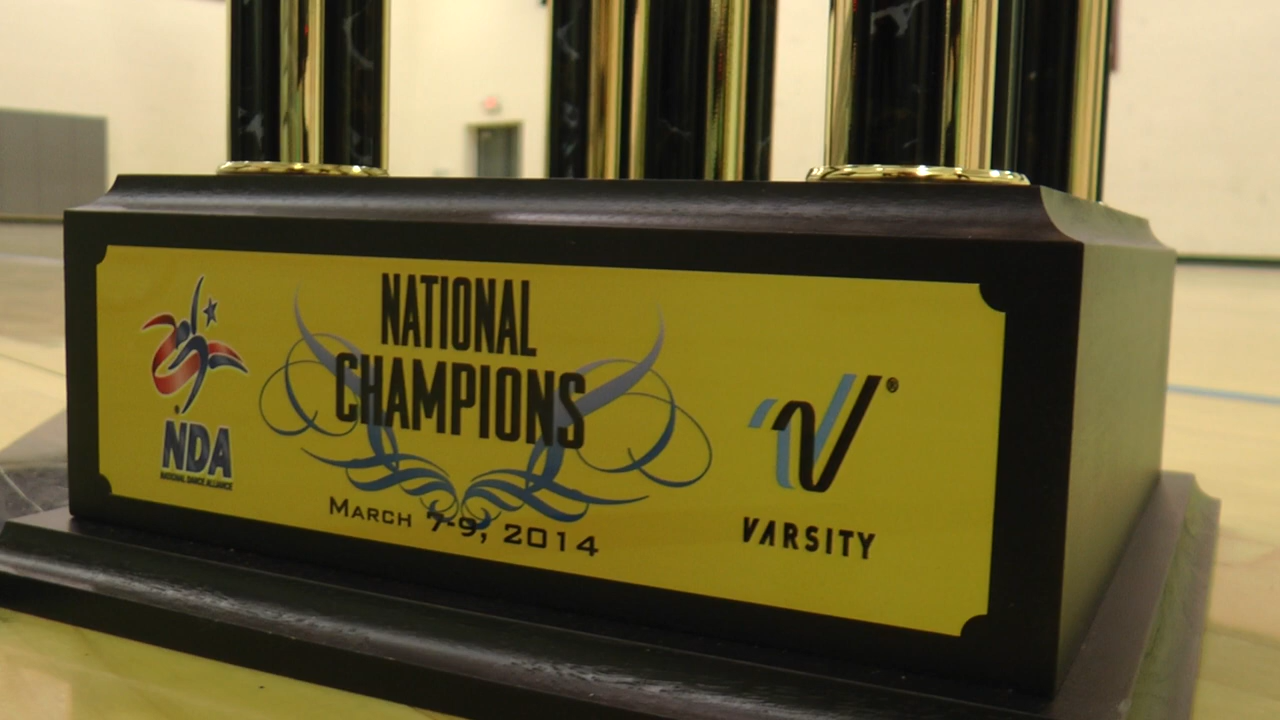 NATIONAL
CHAMPIONS
NDA
NATIONAL DANCE ALLIANCE
March 7-9, 2014
®
VARSITY